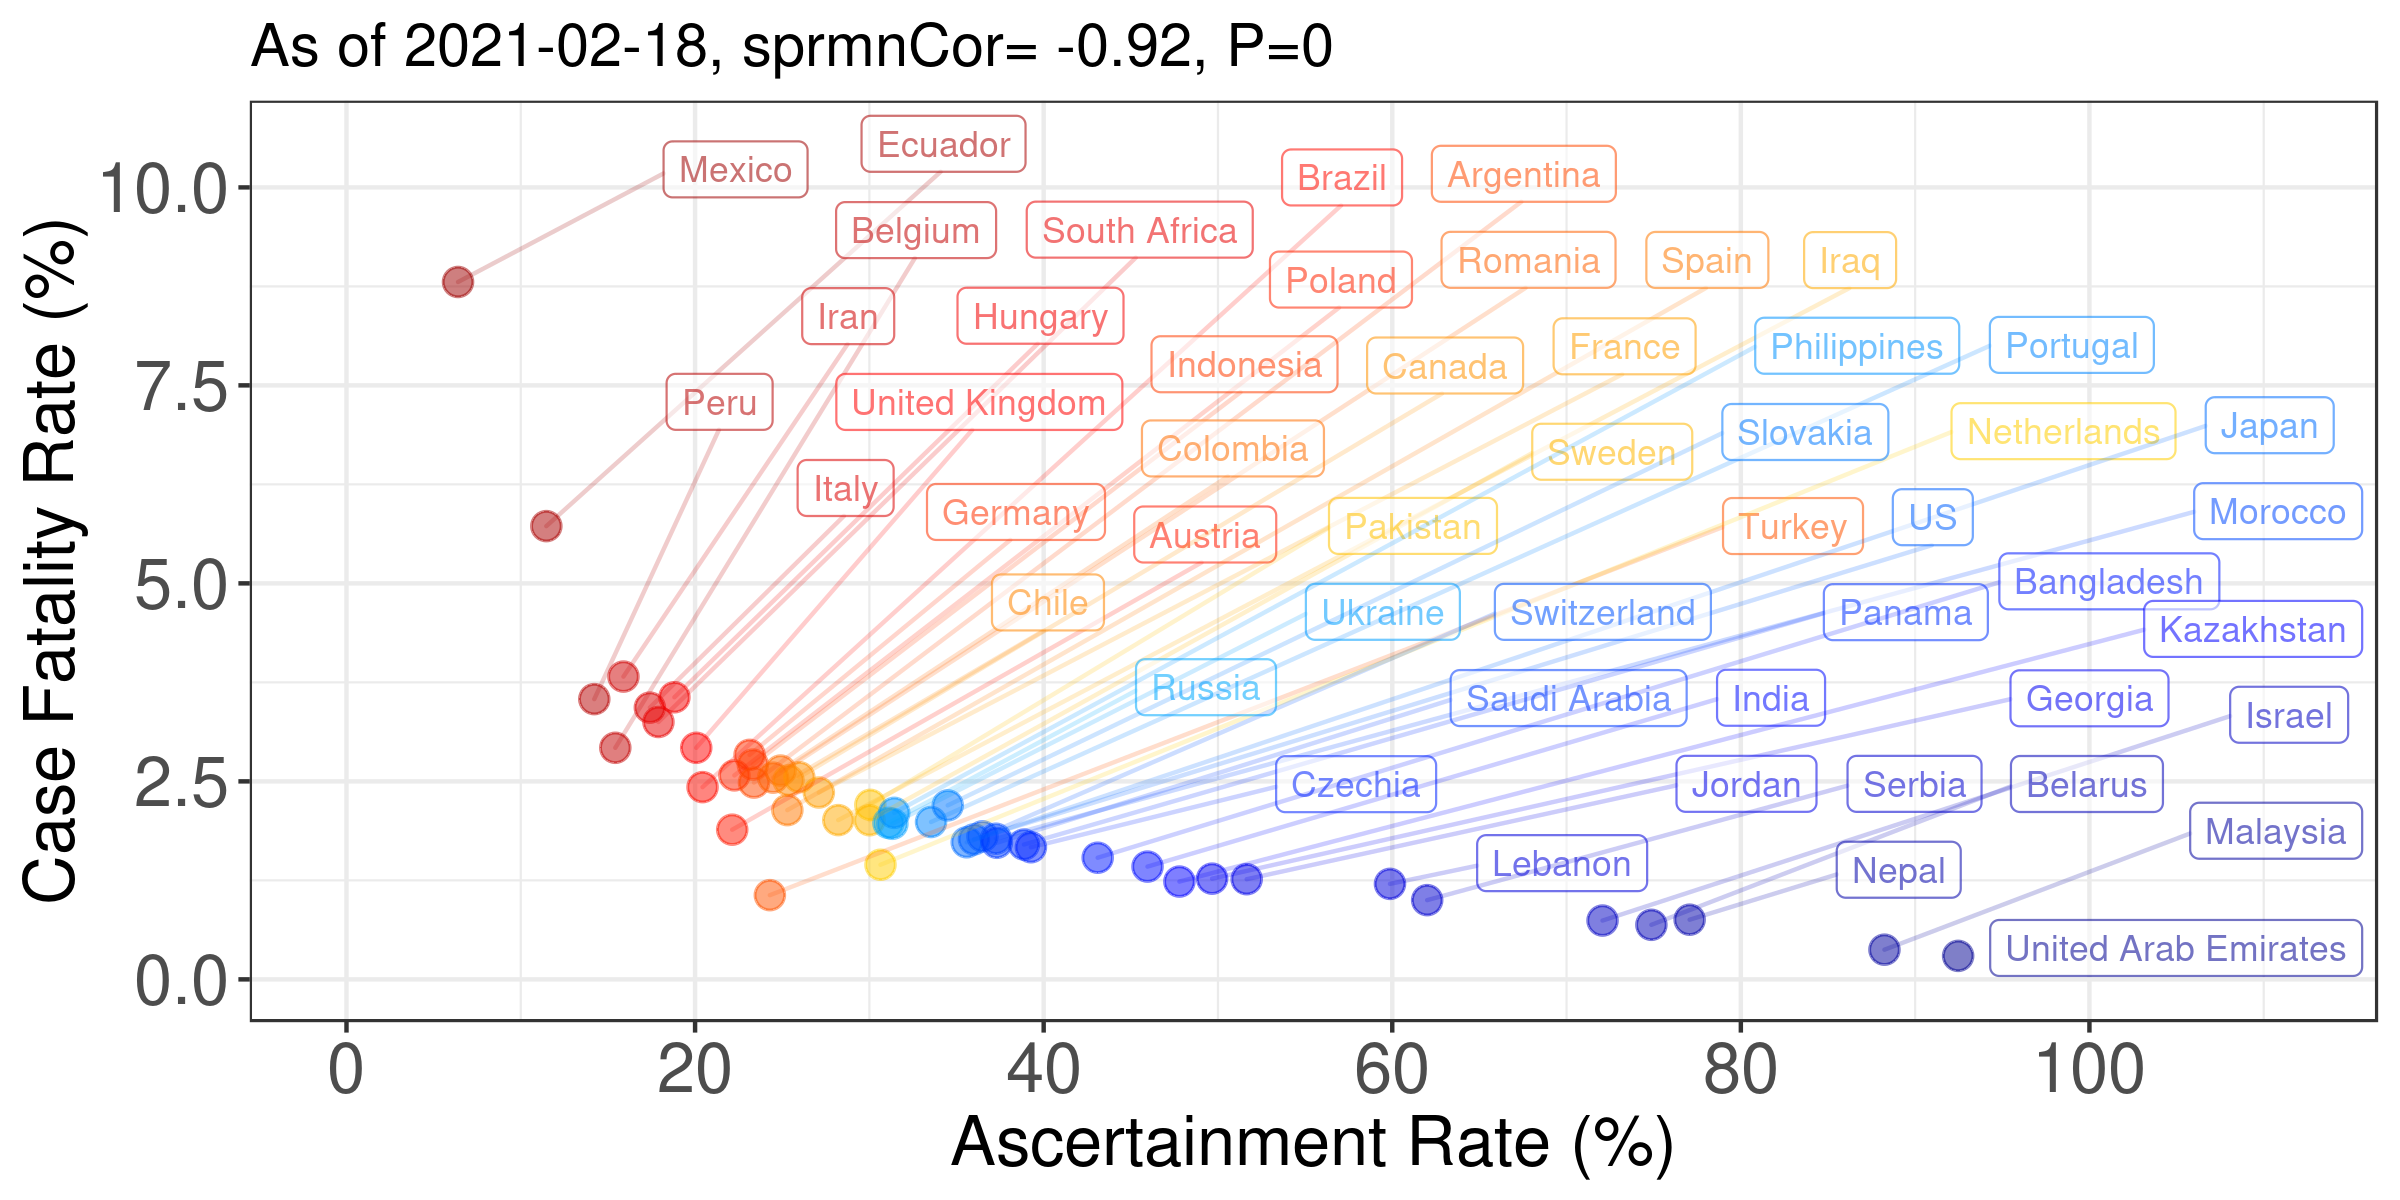 As of 2021-02-18, sprmnCor= -0.92, P=0
Case Fatality Rate (%)
10.0
7.5
5.0
2.5
0.0
Ecuador
Mexico
Brazil
Argentina
Belgium
South Africa
Poland
Romania
Spain
Iraq
Iran
Hungary
Indonesia
Canada
France
Philippines
Portugal
Peru
United Kingdom
Colombia
Sweden
Slovakia
Netherlands
Japan
Italy
Germany
Austria
Pakistan
Turkey
US
Morocco
Chile
Ukraine
Switzerland
Panama
Bangladesh
Kazakhstan
Russia
Saudi Arabia
India
Georgia
Israel
Czechia
Jordan
Serbia
Belarus
Malaysia
Lebanon
Nepal
United Arab Emirates
0
20
40
60
80
100
Ascertainment Rate (%)